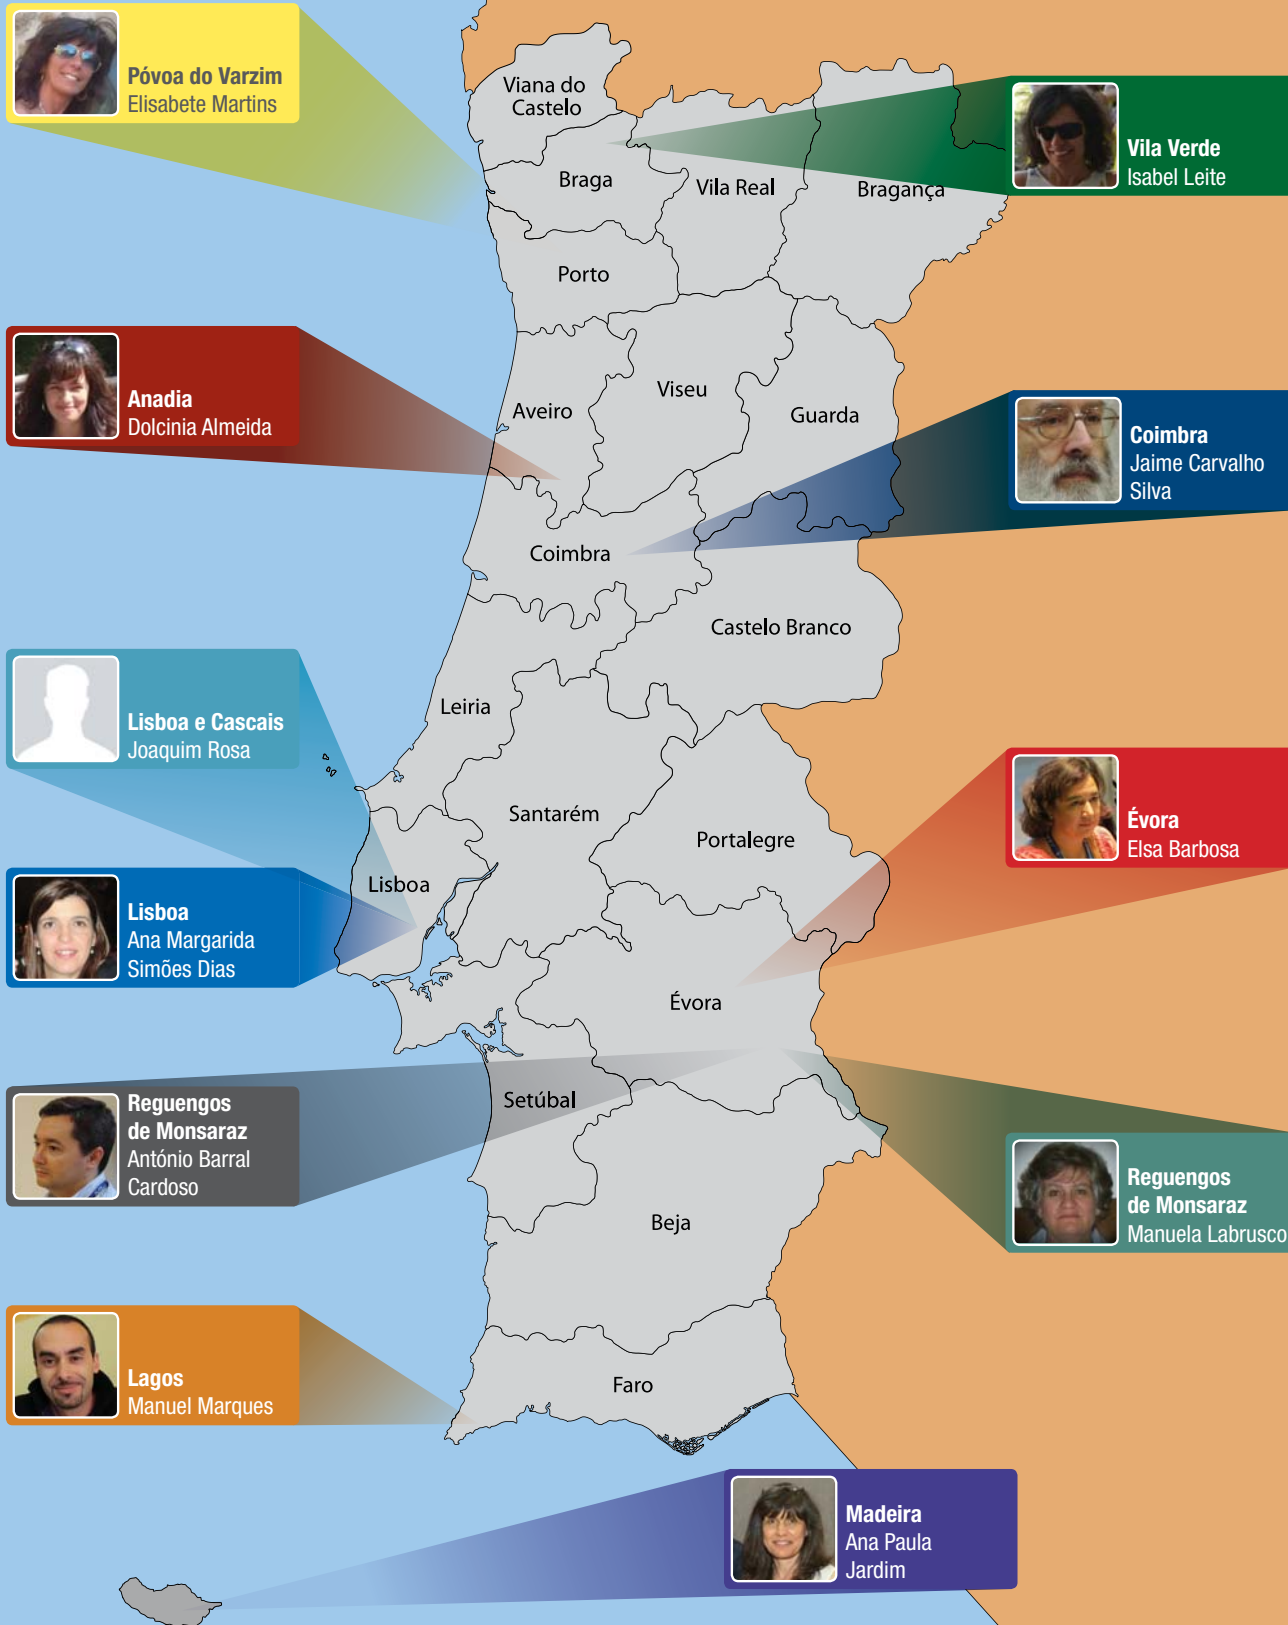 Póvoa do Varzim
Elisabete Martins
Viana do
Castelo
Vila Verde
Isabel Leite
Braga
Vila Real
Bragança
Porto
Anadia
Dolcinia Almeida
Aveiro
Viseu
Guarda
Coimbra
Jaime Carvalho
Silva
Coimbra
Castelo Branco
Leiria
Lisboa e Cascais
Joaquim Rosa
Santarém
Portalegre
Évora
Elsa Barbosa
Lisboa
Lisboa
Ana Margarida
Simões Dias
Évora
Reguengos
de Monsaraz
António Barral
Cardoso
Setúbal
Reguengos
de Monsaraz
Manuela Labrusco
Beja
Lagos
Manuel Marques
Faro
Madeira
Ana Paula
Jardim